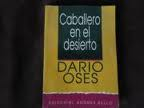 Caballero en
el desierto
DARIO
OSES
EDITORIAL ANDRES BELLO